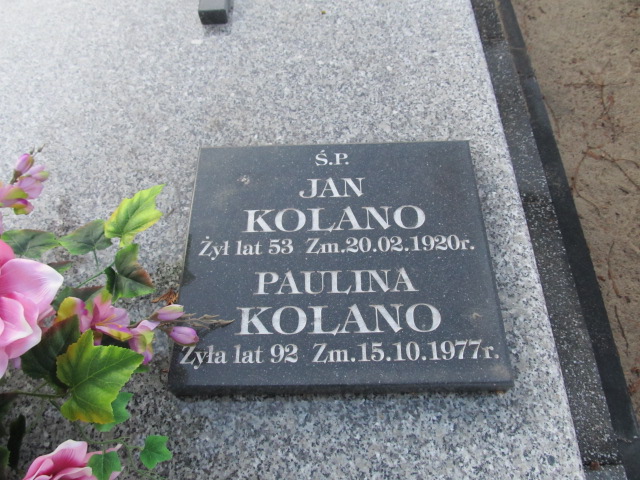 Ś.P.
JAN
KOLANO
Żył lat 53 Zm.20.02.1920r.
PAULINA
KOLANO
Żyła lat 92 Zm.15.10.1977r.